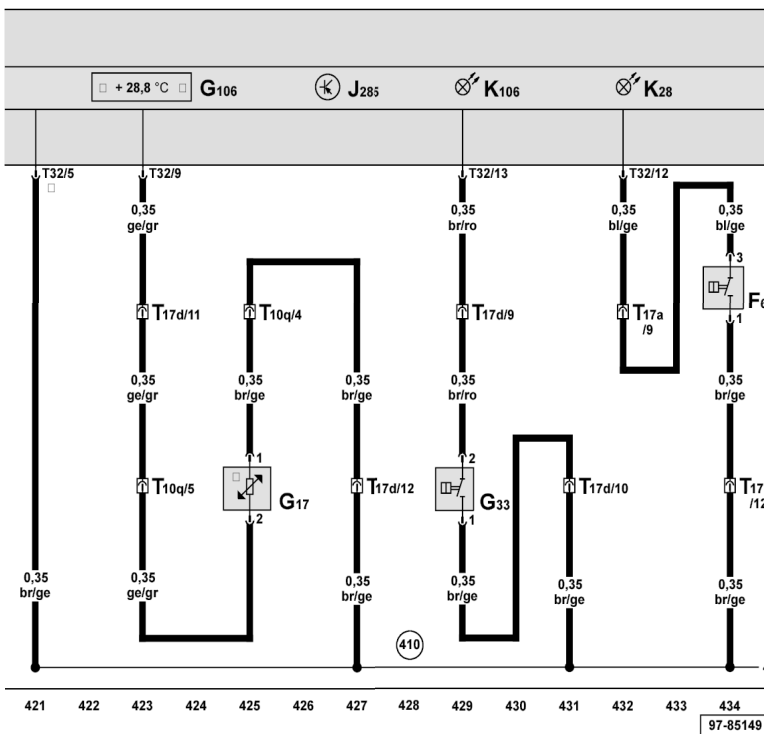 + 28,8 °C G106 J285 K106 K28
T32/5 T32/9 T32/13 T32/12
0,35 0,35 0,35 0,35
ge/gr br/ro bl/ge bl/ge
3
T17d/11 T10q/4 T17d/9 T17a
/9
1
0,35 0,35 0,35 0,35 0,35
ge/gr br/ge br/ge br/ro br/ge
1 2
T10q/5 G17 T17d/12 G33 T17d/10
/12
2 1
0,35 0,35 0,35 0,35 0,35 0,35
br/ge ge/gr br/ge br/ge br/ge br/ge
410
421 422 423 424 425 426 427 428 429 430 431 432 433 434
97-85149